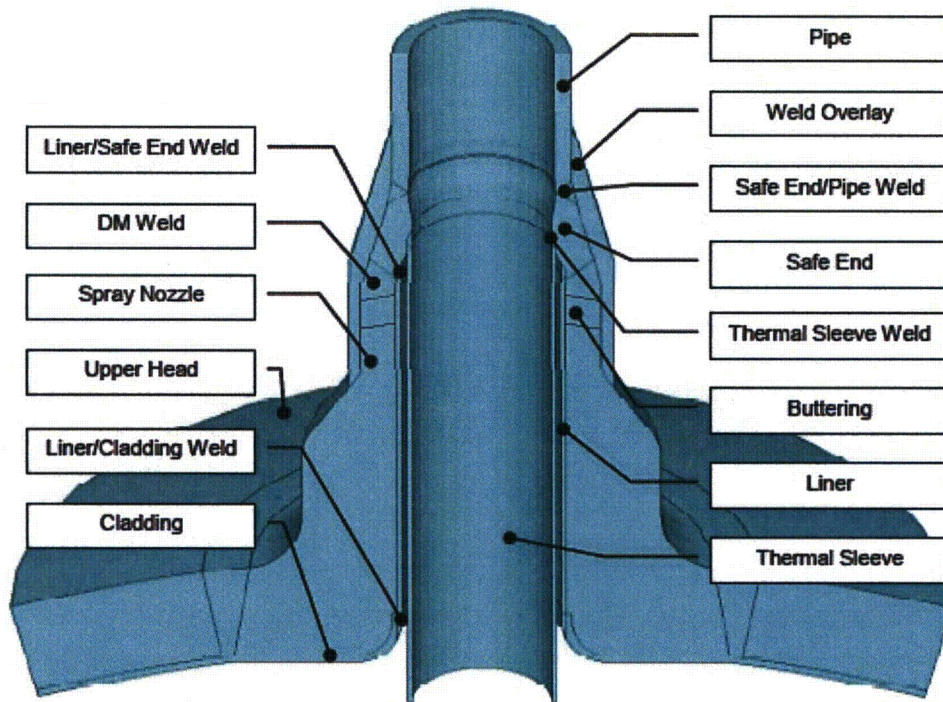 Liner/Safe End Weld
DM Weld
Spray Nozzle
Upper Head
Liner/Cladding Weld
Cladding
Pipe
Weld Overlay
Safe End/Pipe Weld
Safe End
Thermal Sleeve Weld
Buttering
Liner
Thermal Sleeve